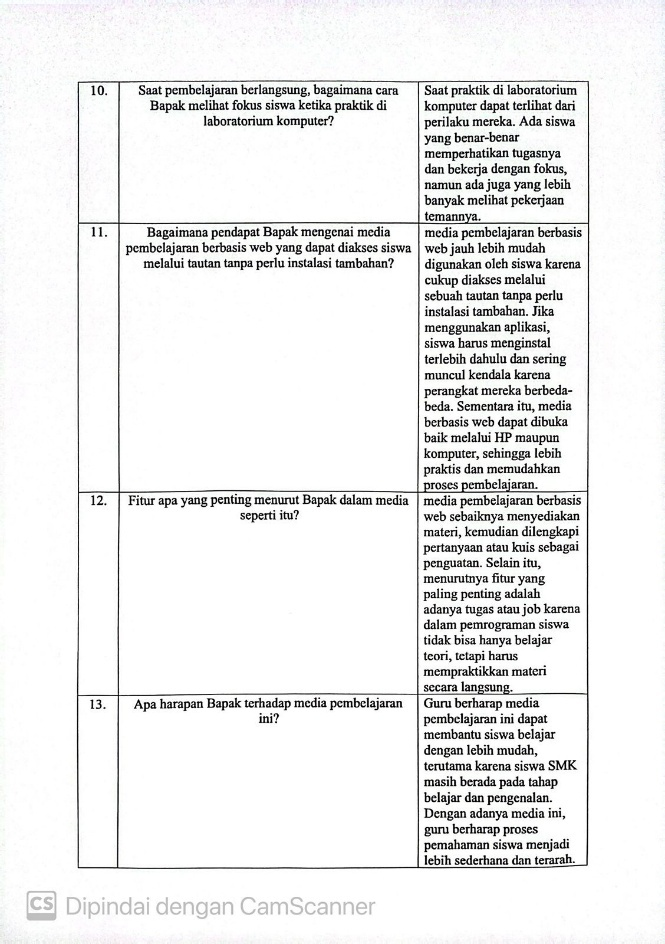 10.
Saat pembelajaran berlangsung, bagaimana cara
Bapak melihat fokus siswa ketika praktik di
laboratorium komputer?
Saat praktik di laboratorium
komputer dapat terlihat dari
perilaku mereka. Ada siswa
yang benar-benar
memperhatikan tugasnya
dan bekerja dengan fokus,
namun ada juga yang lebih
banyak melihat pekerjaan
temannya.
11.
Bagaimana pendapat Bapak mengenai media
pembelajaran berbasis web yang dapat diakses siswa
melalui tautan tanpa perlu instalasi tambahan?
media pembelajaran berbasis
web jauh lebih mudah
digunakan oleh siswa karena
cukup diakses melalui
sebuah tautan tanpa perlu
instalasi tambahan. Jika
menggunakan aplikasi,
siswa harus menginstal
terlebih dahulu dan sering
muncul kendala karena
perangkat mereka berbeda-
beda. Sementara itu, media
berbasis web dapat dibuka
baik melalui HP maupun
komputer, sehingga lebih
praktis dan memudahkan
proses pembelajaran.
12.
Fitur apa yang penting menurut Bapak dalam media
seperti itu?
media pembelajaran berbasis
web sebaiknya menyediakan
materi, kemudian dilengkapi
pertanyaan atau kuis sebagai
penguatan. Selain itu,
menurutnya fitur yang
paling penting adalah
adanya tugas atau job karena
dalam pemrograman siswa
tidak bisa hanya belajar
teori, tetapi harus
mempraktikkan materi
secara langsung.
13.
Apa harapan Bapak terhadap media pembelajaran
ini?
Guru berharap media
pembelajaran ini dapat
membantu siswa belajar
dengan lebih mudah,
terutama karena siswa SMK
masih berada pada tahap
belajar dan pengenalan.
Dengan adanya media ini,
guru berharap proses
pemahaman siswa menjadi
lebih sederhana dan terarah.
CS Dipindai dengan CamScanner